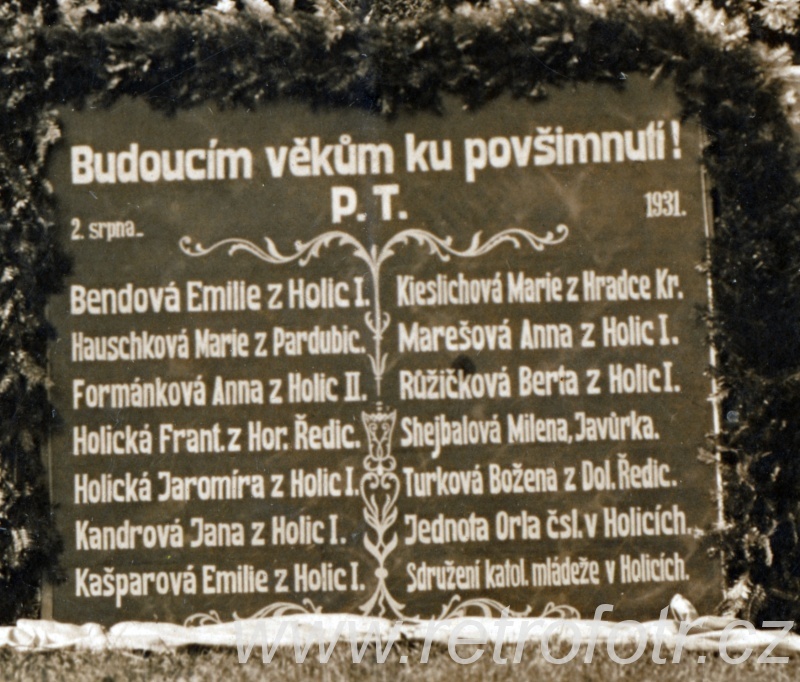 Budoucím věkům ku povšimnutí!
P. T.
2. srpna. 1931.
Bendová Emilie z Holic I.
Hauschková Marie z Pardubic.
Formánková Anna z Holic II.
Holická Frant. z Hor. Ředic.
Holická Jaromíra z Holic I.
Kandrová Jana z Holic I.
Kašparová Emilie z Holic I.
Kieslichová Marie z Hradce Kr.
Marešová Anna z Holic I.
Růžičková Berta z Holic I.
Shejbalová Milena, Javůrka.
Turková Božena z Dol. Ředic.
Jednota Orla čsl. v Holicích.
Sdružení katol. mládeže v Holicích.
www.retrofotr.cz